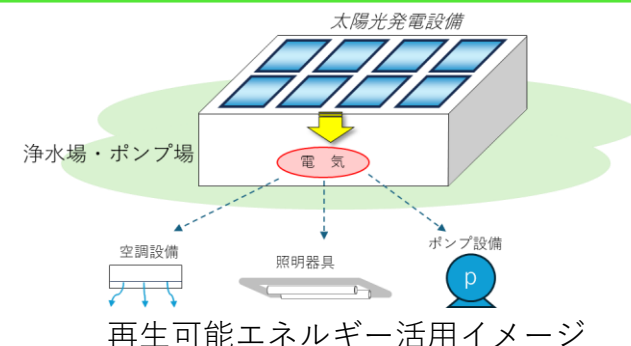 太陽光発電設備
浄水場・ポンプ場
電 気
空調設備
照明器具
ポンプ設備
p
再生可能エネルギー活用イメージ